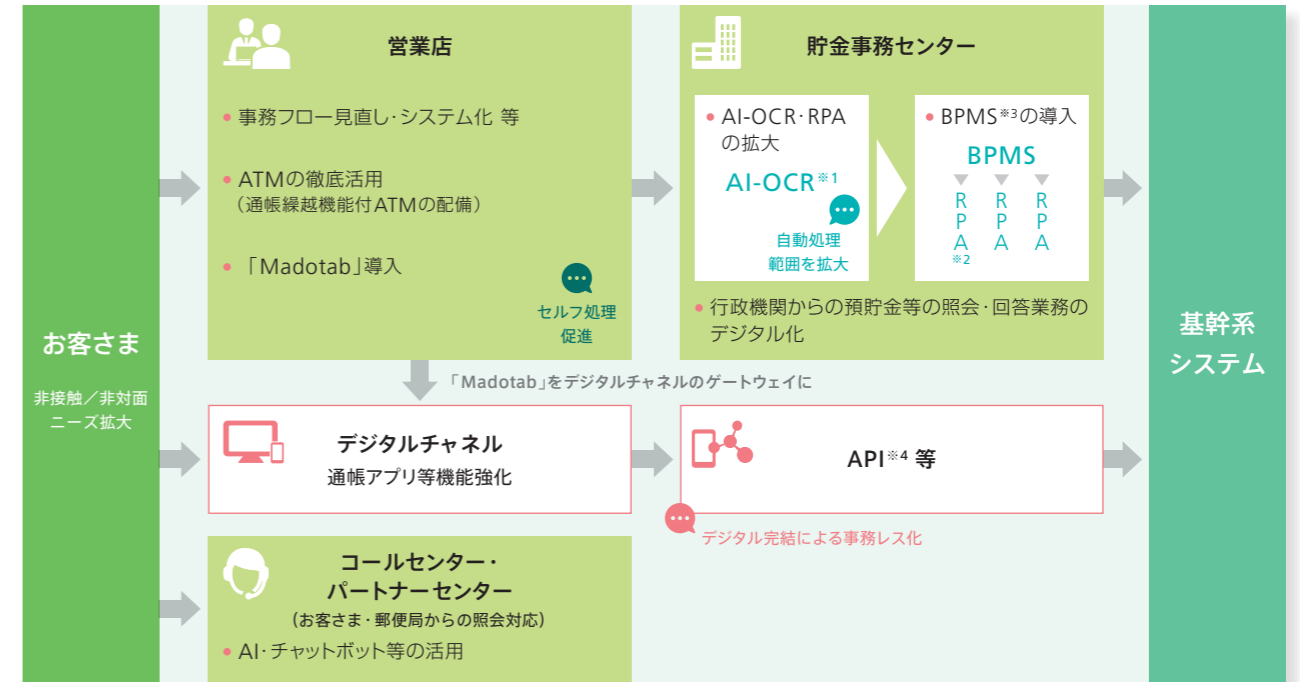 お客さま
非接触／非対面
ニーズ拡大
営業店
• 事務フロー見直し･システム化 等
• ATMの徹底活用
（通帳繰越機能付ATMの配備）
• 「Madotab」導入
セルフ処理
促進
貯金事務センター
• AI-OCR･RPA
の拡大
AI-OCR※1
自動処理
範囲を拡大
• BPMS※3の導入
BPMS
RPA※2 RPA RPA
• 行政機関からの預貯金等の照会･回答業務の
デジタル化
「Madotab」をデジタルチャネルのゲートウェイに
デジタルチャネル
通帳アプリ等機能強化
API※4 等
デジタル完結による事務レス化
コールセンター・
パートナーセンター
（お客さま･郵便局からの照会対応）
• AI･チャットボット等の活用
基幹系
システム